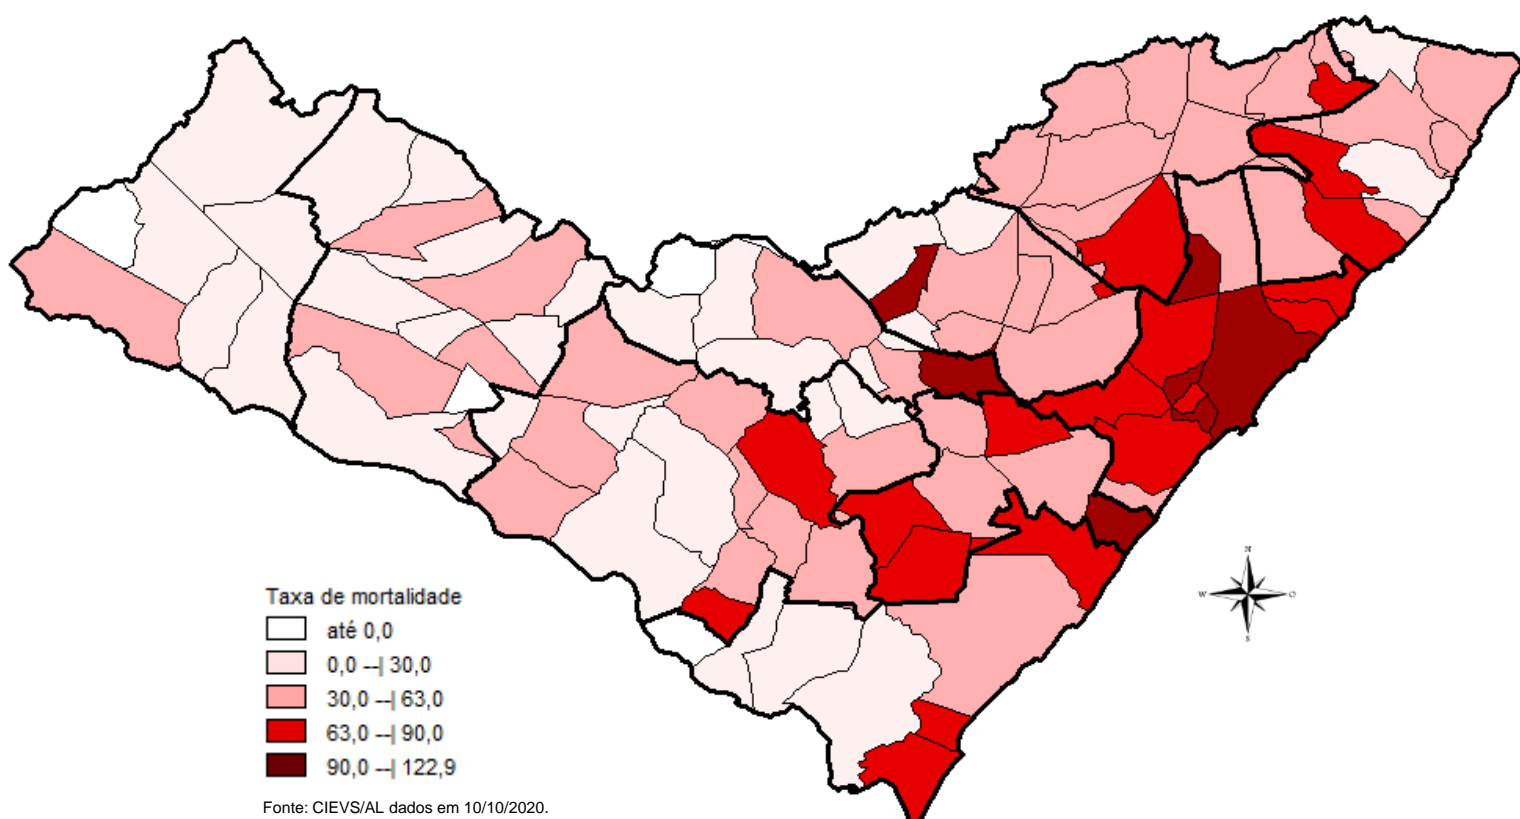 N
W
O
S
Taxa de mortalidade
até 0,0
0,0 --| 30,0
30,0 --| 63,0
63,0 --| 90,0
90,0 --| 122,9
Fonte: CIEVS/AL dados em 10/10/2020.